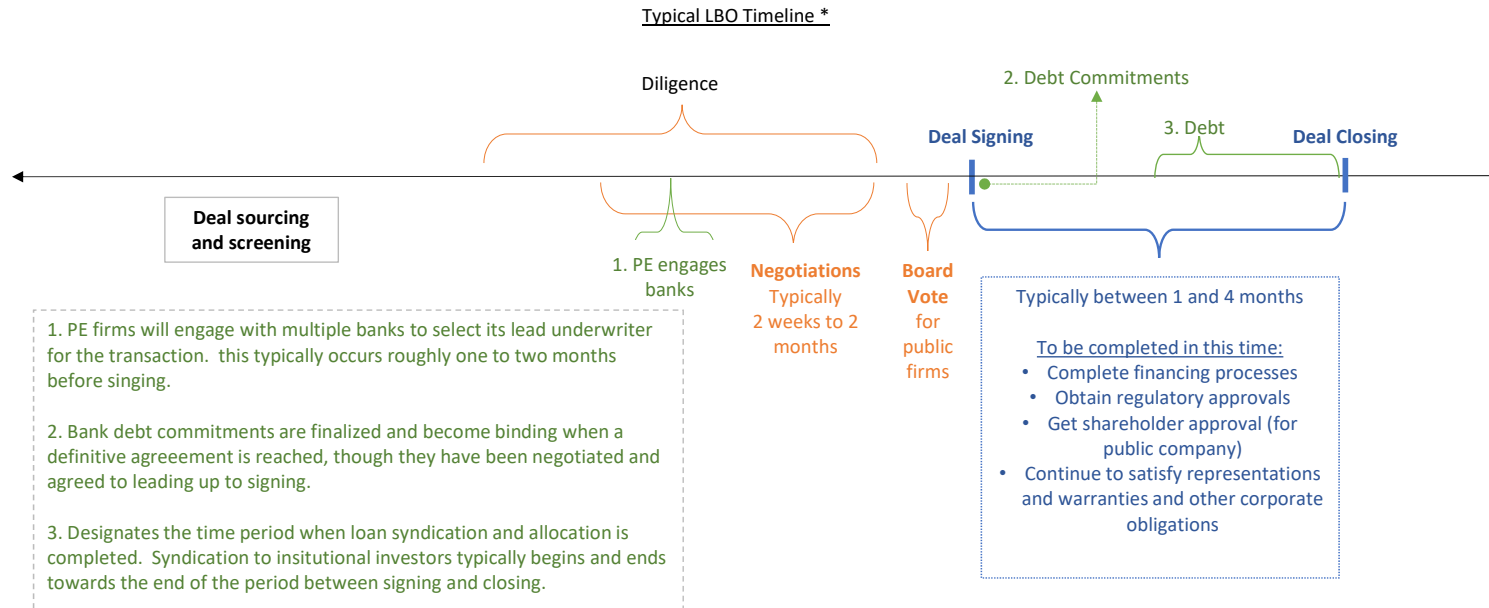 Typical LBO Timeline *
Diligence
2. Debt Commitments
Deal Signing
3. Debt
Deal Closing
Deal sourcing
and screening
1. PE engages
banks
Negotiations
Typically
2 weeks to 2
months
Board
Vote
for
public
firms
Typically between 1 and 4 months
To be completed in this time:
• Complete financing processes
• Obtain regulatory approvals
• Get shareholder approval (for
public company)
• Continue to satisfy representations
and warranties and other corporate
obligations
1. PE firms will engage with multiple banks to select its lead underwriter
for the transaction. this typically occurs roughly one to two months
before singing.
2. Bank debt commitments are finalized and become binding when a
definitive agreeement is reached, though they have been negotiated and
agreed to leading up to signing.
3. Designates the time period when loan syndication and allocation is
completed. Syndication to insitutional investors typically begins and ends
towards the end of the period between signing and closing.